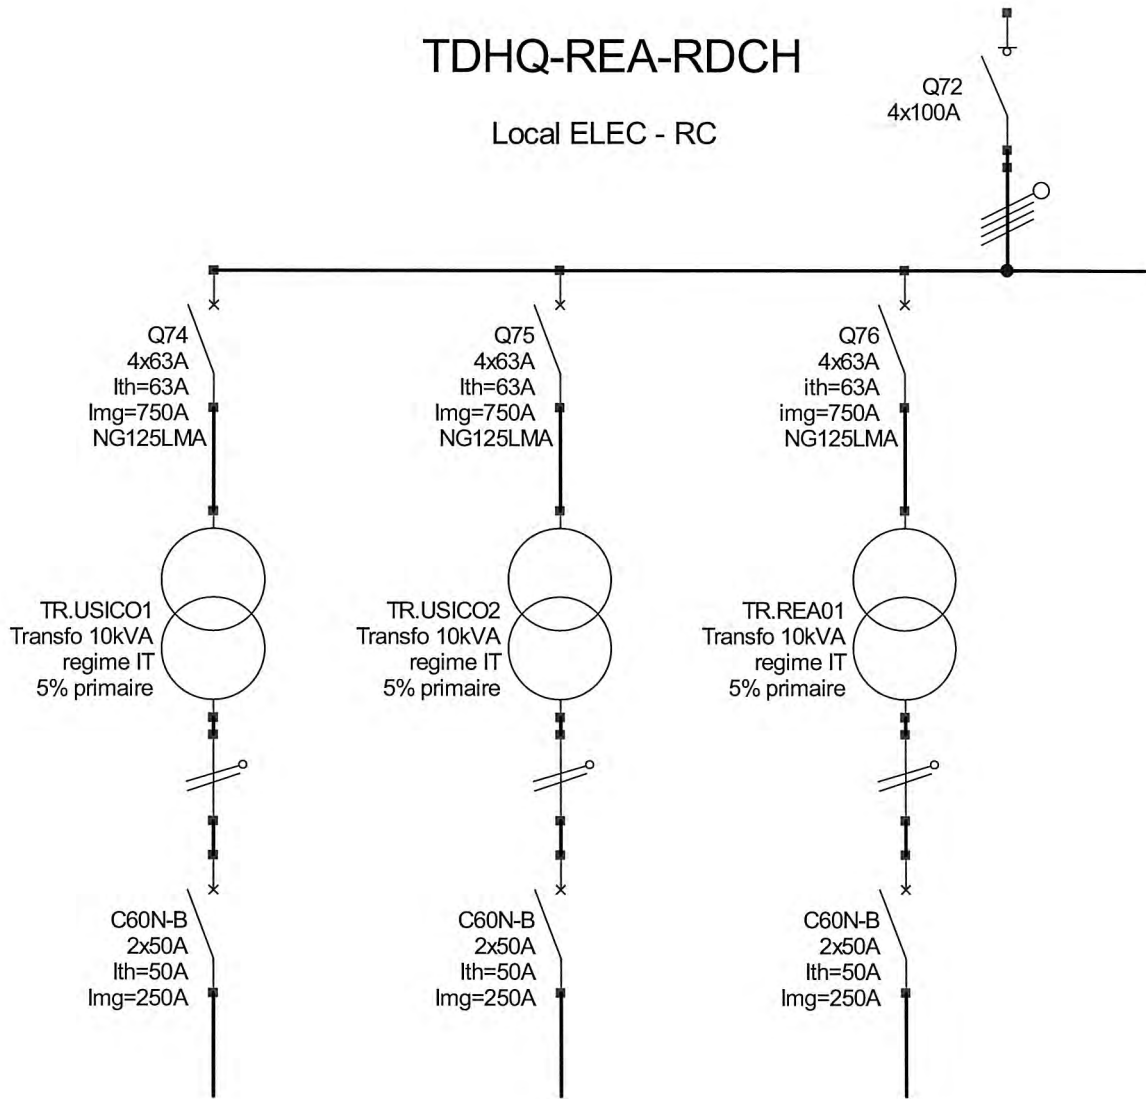 TDHQ-REA-RDCH
Local ELEC - RC
Q72
4x100A
Q74
4x63A
Ith=63A
Img=750A
NG125LMA
Q75
4x63A
Ith=63A
Img=750A
NG125LMA
Q76
4x63A
ith=63A
img=750A
NG125LMA
TR.USICO1
Transfo 10kVA
regime IT
5% primaire
TR.USICO2
Transfo 10kVA
regime IT
5% primaire
TR.REA01
Transfo 10kVA
regime IT
5% primaire
C60N-B
2x50A
Ith=50A
Img=250A
C60N-B
2x50A
Ith=50A
Img=250A
C60N-B
2x50A
Ith=50A
Img=250A